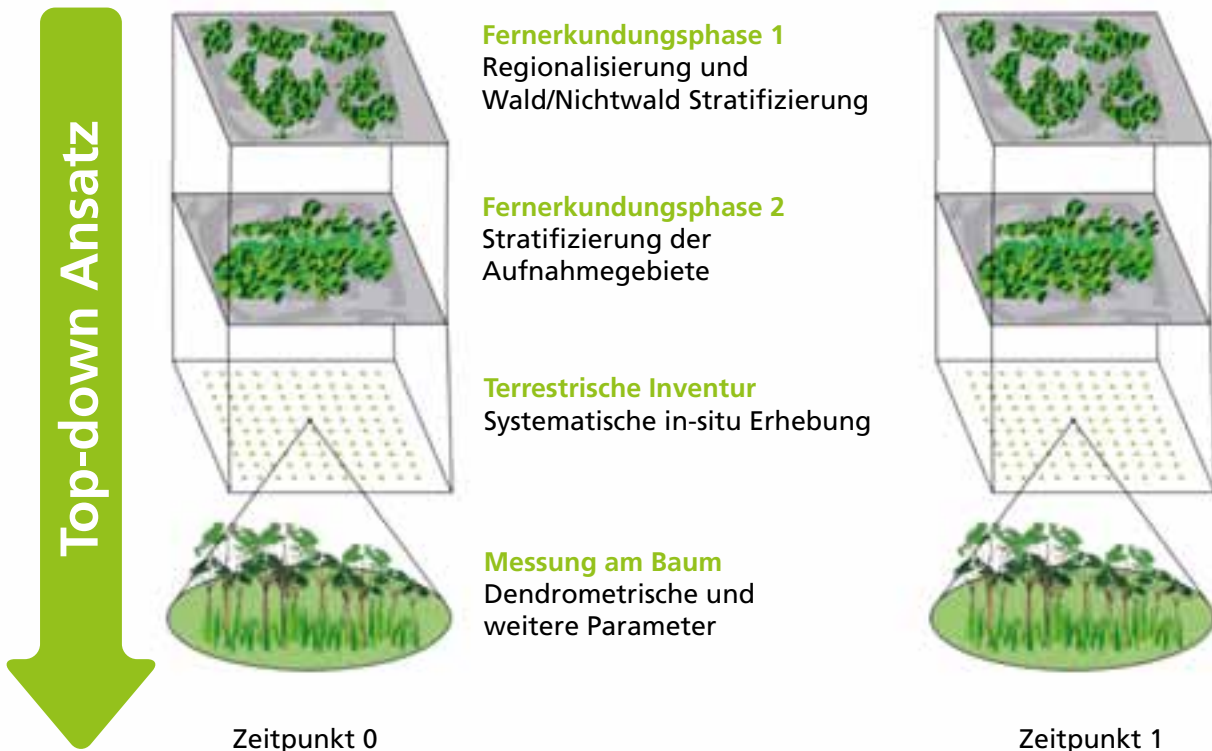 Top-down Ansatz
Fernerkundungsphase 1
Regionalisierung und
Wald/Nichtwald Stratifizierung
Fernerkundungsphase 2
Stratifizierung der
Aufnahmegebiete
Terrestrische Inventur
Systematische in-situ Erhebung
Messung am Baum
Dendrometrische und
weitere Parameter
Zeitpunkt 0
Zeitpunkt 1